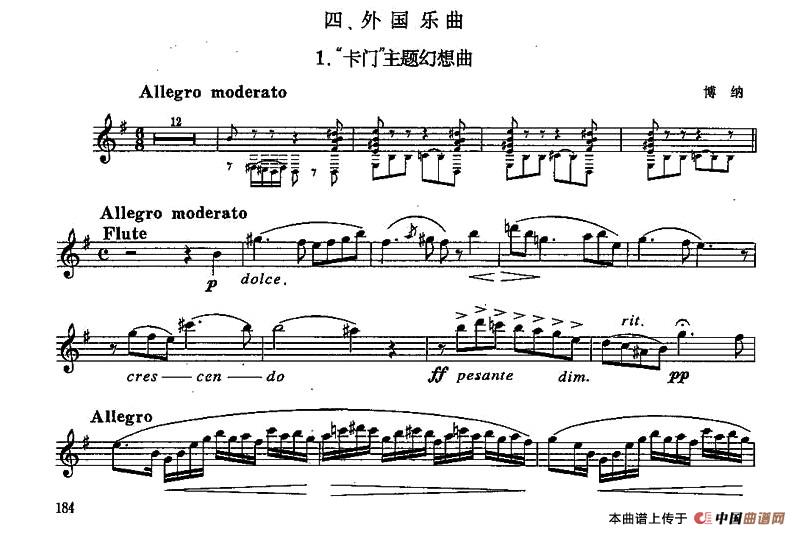 四、外国乐曲
1.“卡门”主题幻想曲
Allegro moderato
博 纳
12
Allegro moderato
Flute
p dolce.
rit.
cres — cen — do ff pesante dim. pp
Allegro
184
本曲谱上传于 中国曲谱网